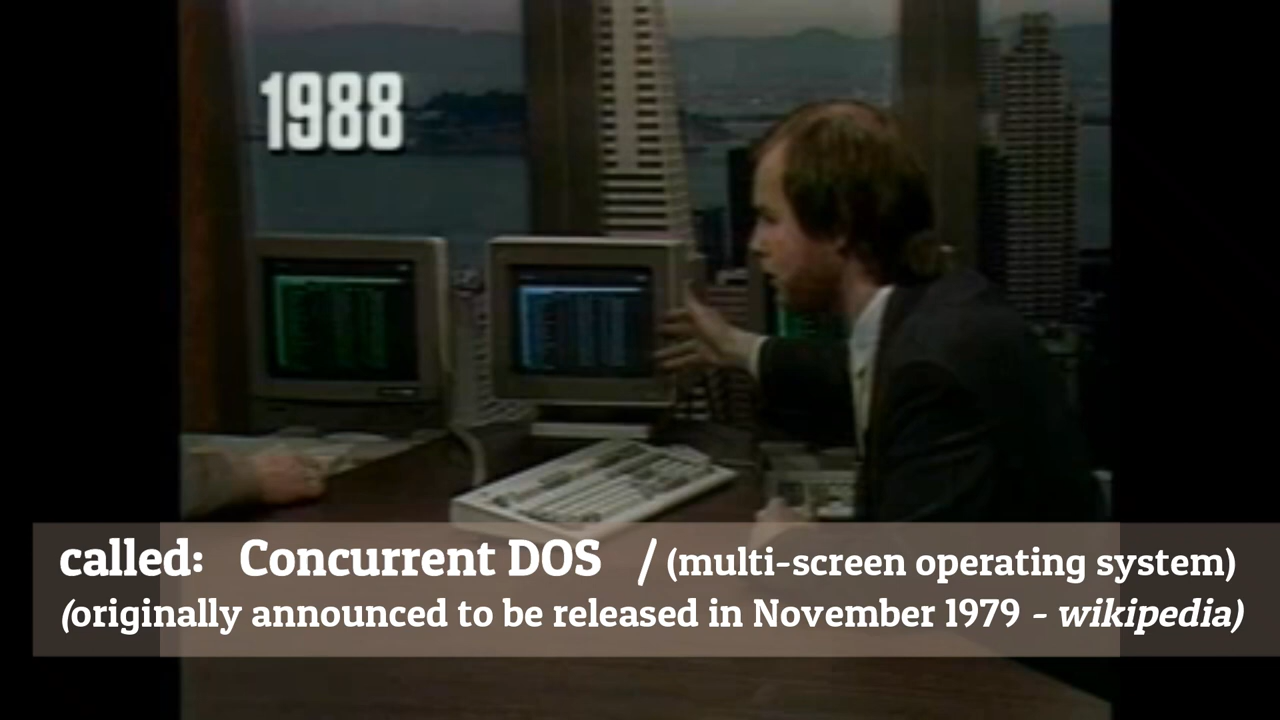 1988
called: Concurrent DOS / (multi-screen operating system)
(originally announced to be released in November 1979 - wikipedia)